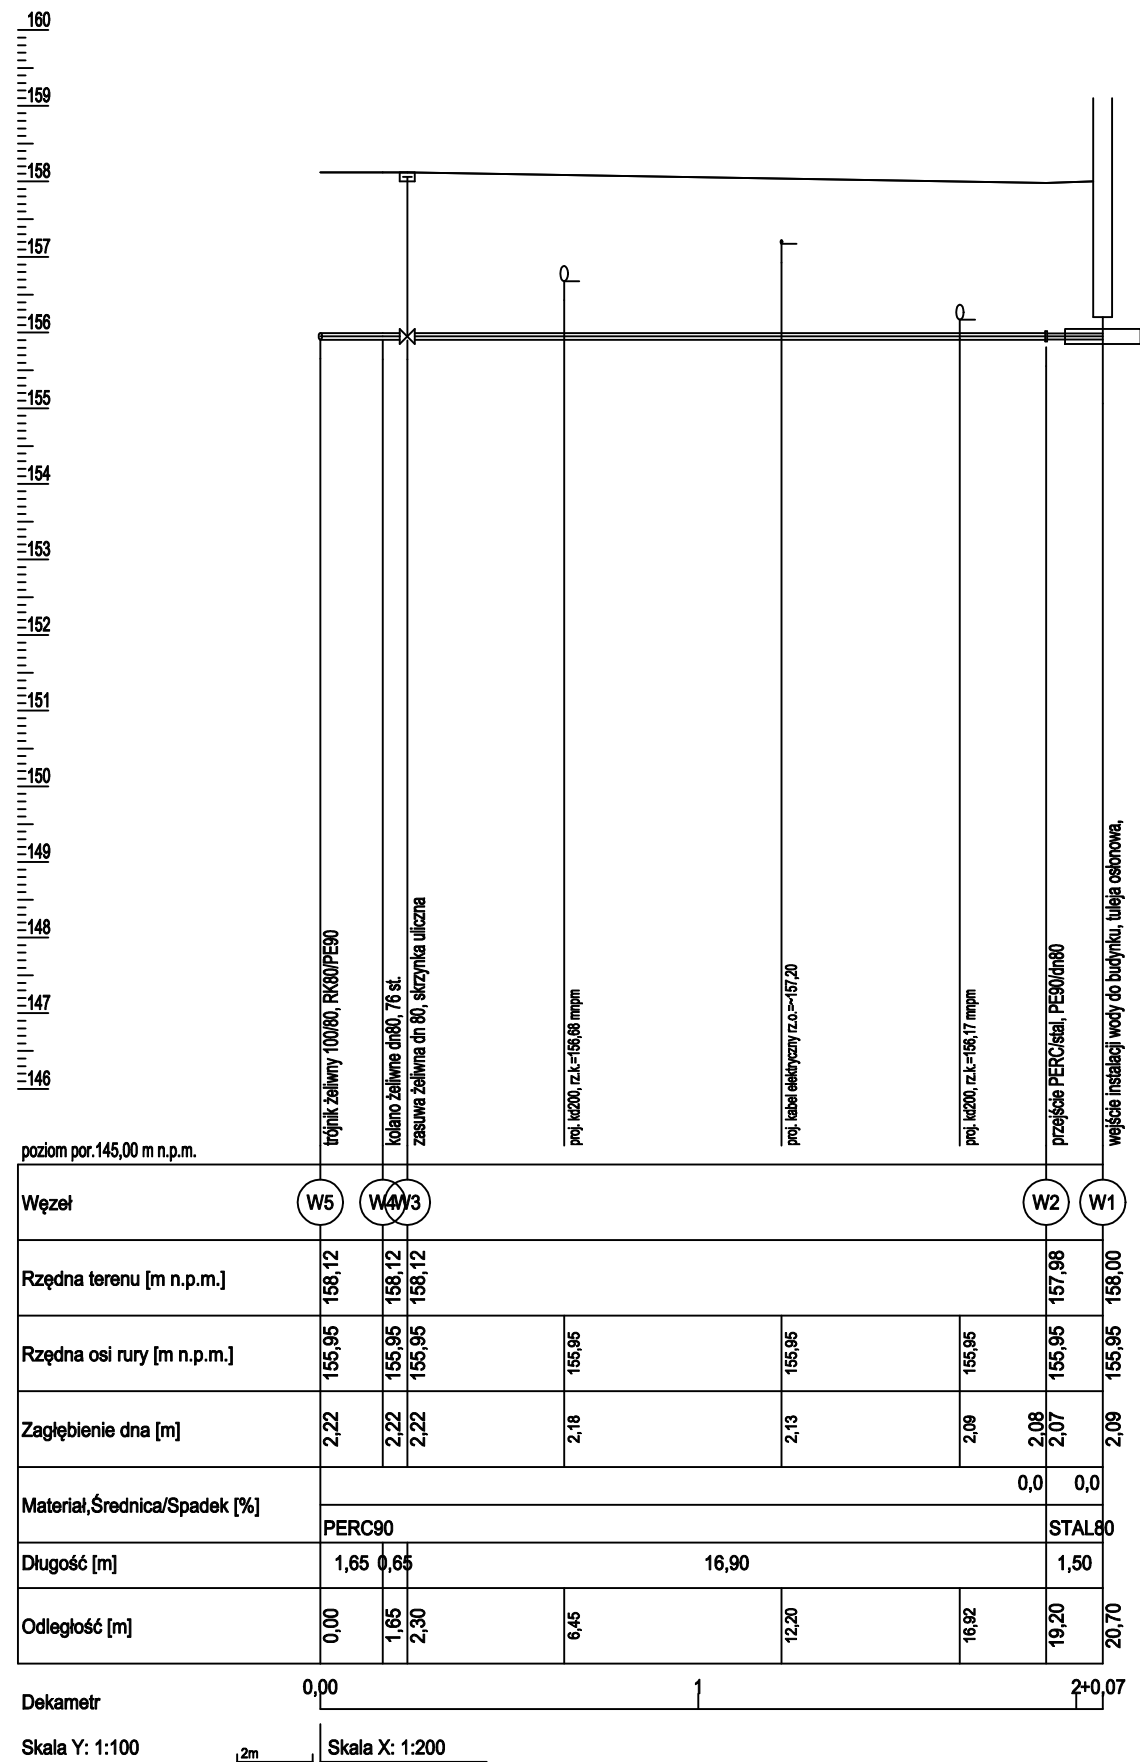 160
159
158
157
156
155
154
153
152
151
150
149
148
147
146
trójnik żeliwny 100/80, RK80/PE90
kolano żeliwne dn80, 76 st.
zasuwa żeliwna dn 80, skrzynka uliczna
proj. kd200, rz.k.=156,68 mnpm
proj. kabel elektryczny rz.o.=~157,20
proj. kd200, rz.k.=156,17 mnpm
przejście PERC/stal, PE90/dn80
wejście instalacji wody do budynku, tuleja osłonowa,
poziom por.145,00 m n.p.m.
Węzeł W5 W4 W3 W2 W1
Rzędna terenu [m n.p.m.] 158,12 158,12 158,12 157,98 158,00
Rzędna osi rury [m n.p.m.] 155,95 155,95 155,95 155,95 155,95 155,95 155,95 155,95
Zagłębienie dna [m] 2,22 2,22 2,22 2,18 2,13 2,09 2,08 2,07 2,09
Materiał,Średnica/Spadek [%] 0,0 0,0
PERC90 STAL80
Długość [m] 1,65 0,65 16,90 1,50
Odległość [m] 0,00 1,65 2,30 6,45 12,20 16,92 19,20 20,70
Dekametr 0,00 1 2+0,07
Skala Y: 1:100 2m Skala X: 1:200